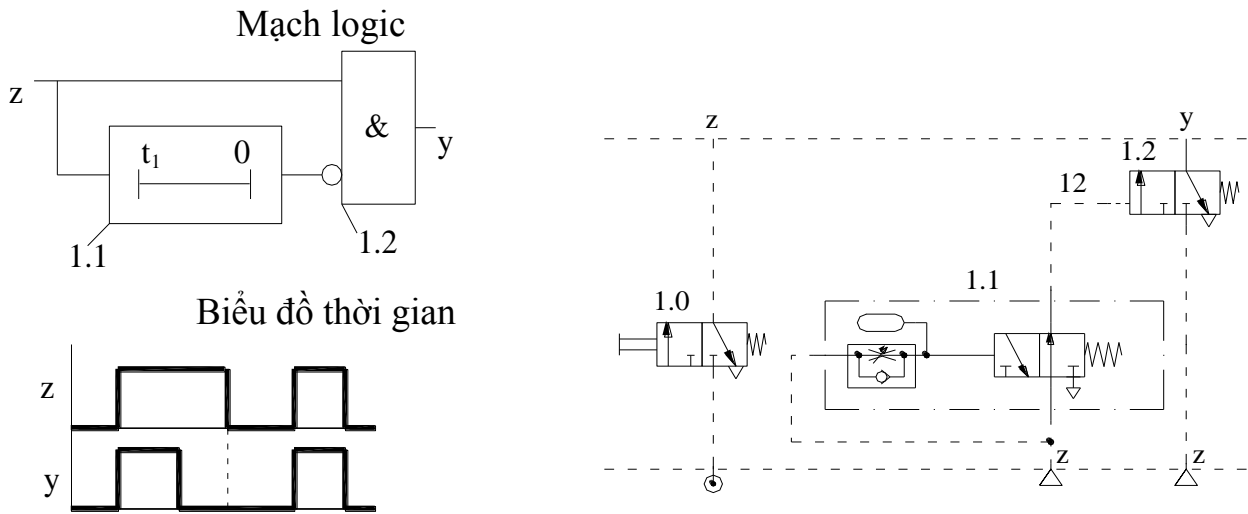 Mạch logic
z
&
t₁ 0
y
1.1
1.2
Biểu đồ thời gian
z
y
z
y
1.2
12
1.1
1.0
z
z